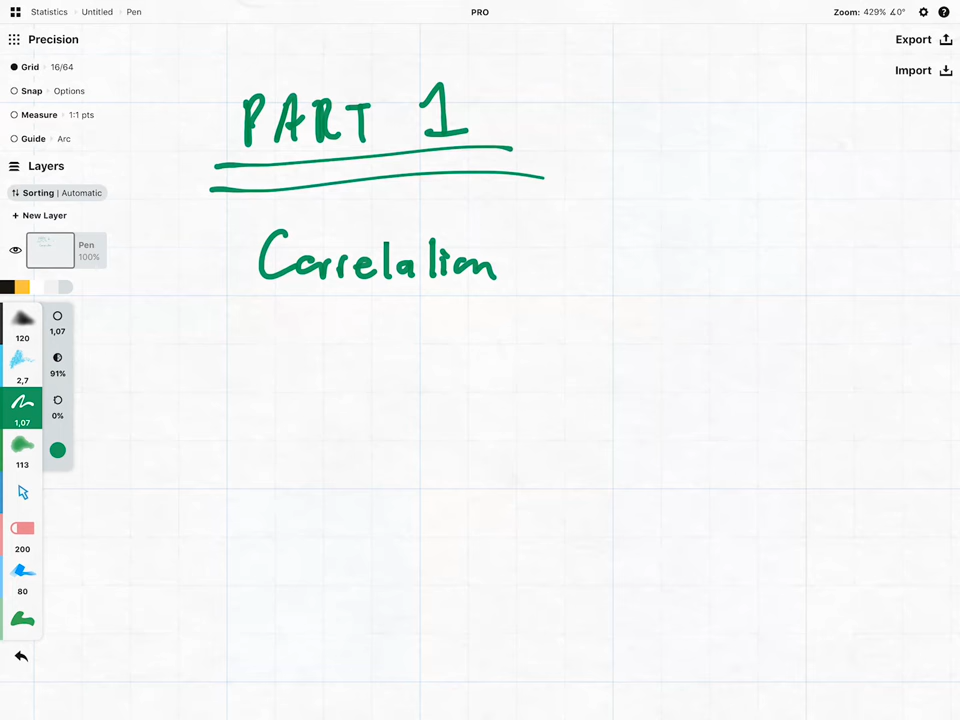 Statistics > Untitled > Pen
PRO
Zoom: 429% ∡0°
Precision
Export
Import
Grid > 16/64
Snap > Options
Measure > 1:1 pts
Guide > Arc
Layers
Sorting | Automatic
+ New Layer
Pen
100%
120
2,7
1,07
113
200
80
1,07
91%
0%
PART 1
Correlation